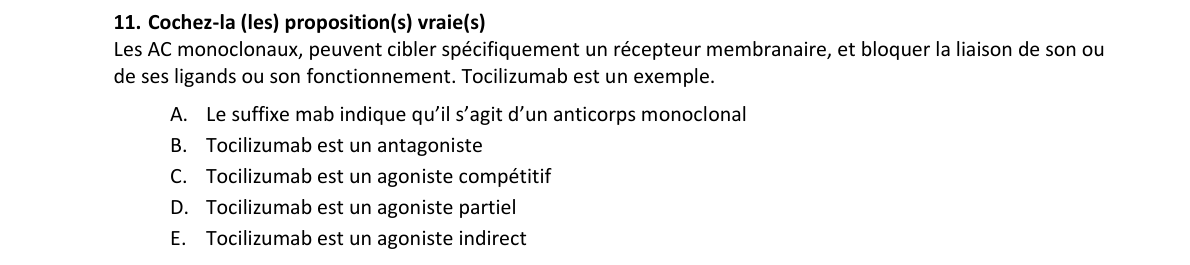 11. Cochez-la (les) proposition(s) vraie(s)
Les AC monoclonaux, peuvent cibler spécifiquement un récepteur membranaire, et bloquer la liaison de son ou
de ses ligands ou son fonctionnement. Tocilizumab est un exemple.
A. Le suffixe mab indique qu’il s’agit d’un anticorps monoclonal
B. Tocilizumab est un antagoniste
C. Tocilizumab est un agoniste compétitif
D. Tocilizumab est un agoniste partiel
E. Tocilizumab est un agoniste indirect